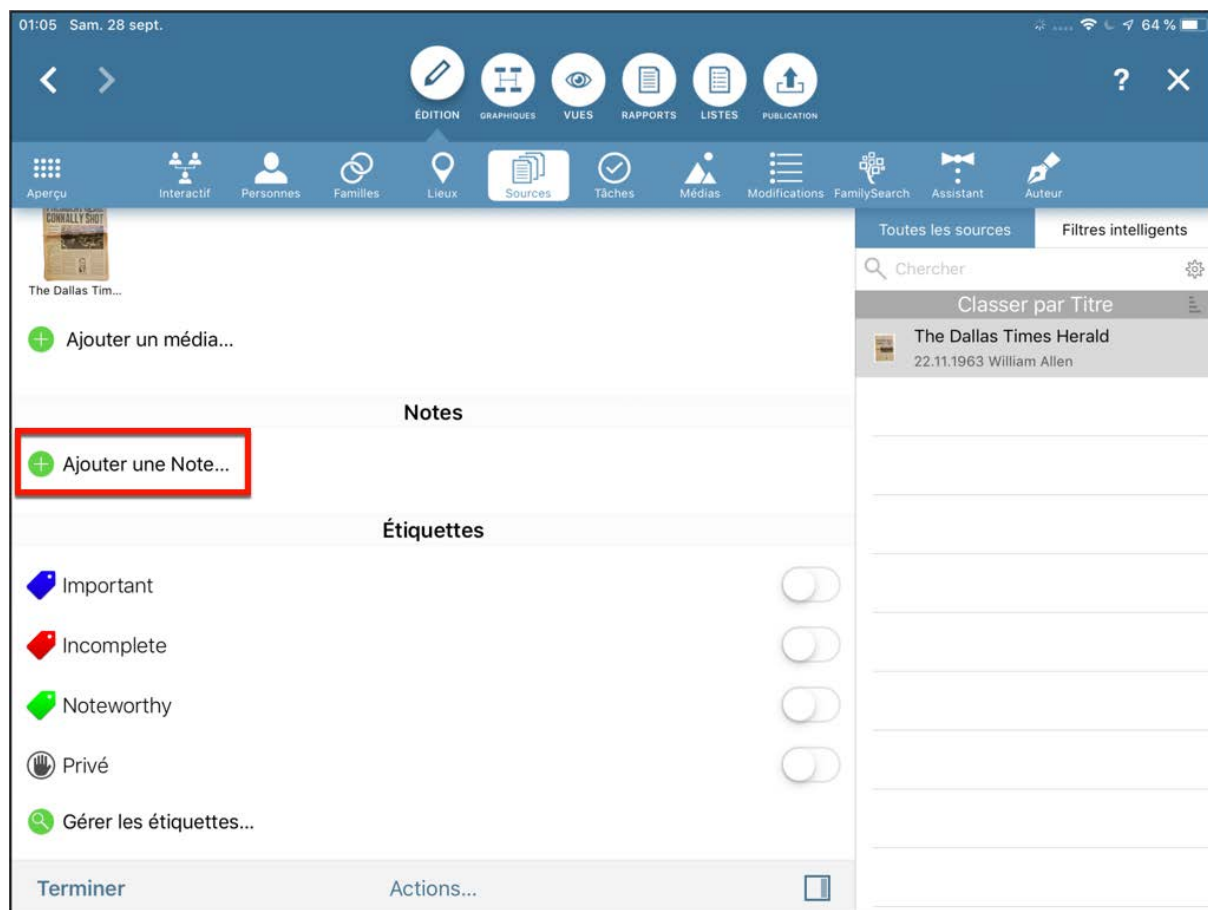 01:05 Sam. 28 sept.
64 %
?
ÉDITION
GRAPHIQUES
VUES
RAPPORTS
LISTES
PUBLICATION
Aperçu
Interactif
Personnes
Familles
Lieux
Sources
Tâches
Médias
Modifications
FamilySearch
Assistant
Auteur
CONNALLY SHOT
The Dallas Tim...
Ajouter un média...
Notes
Ajouter une Note...
Étiquettes
Important
Incomplete
Noteworthy
Privé
Gérer les étiquettes...
Terminer
Actions...
Toutes les sources
Filtres intelligents
Chercher
Classer par Titre
The Dallas Times Herald
22.11.1963 William Allen